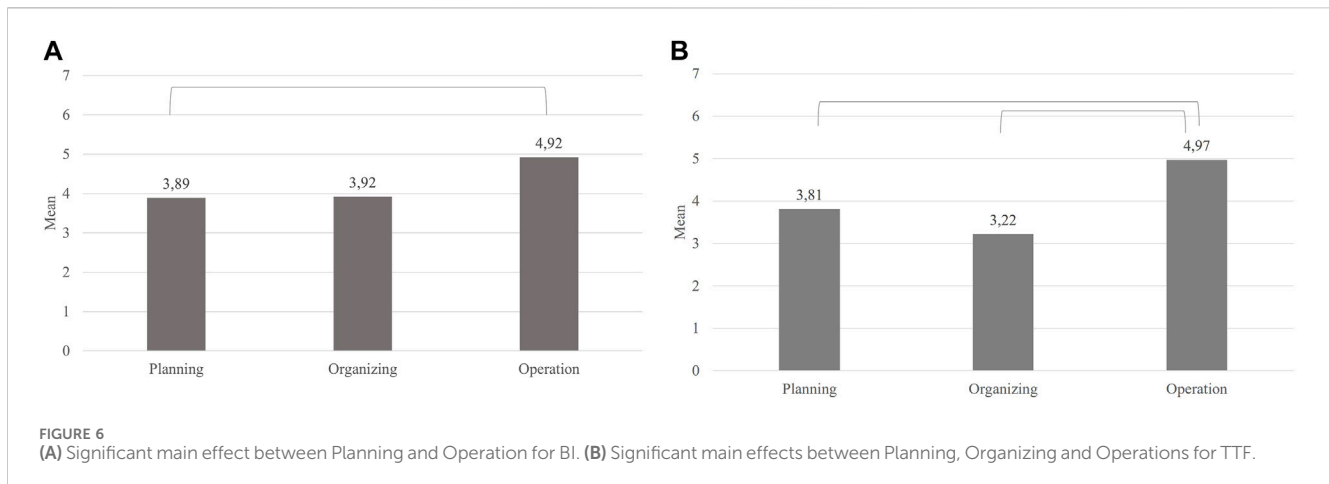 A
7
6
5
4
3
2
1
0
Mean
3,89
3,92
4,92
Planning
Organizing
Operation
B
7
6
5
4
3
2
1
0
Mean
3,81
3,22
4,97
Planning
Organizing
Operation
FIGURE 6
(A) Significant main effect between Planning and Operation for BI. (B) Significant main effects between Planning, Organizing and Operations for TTF.